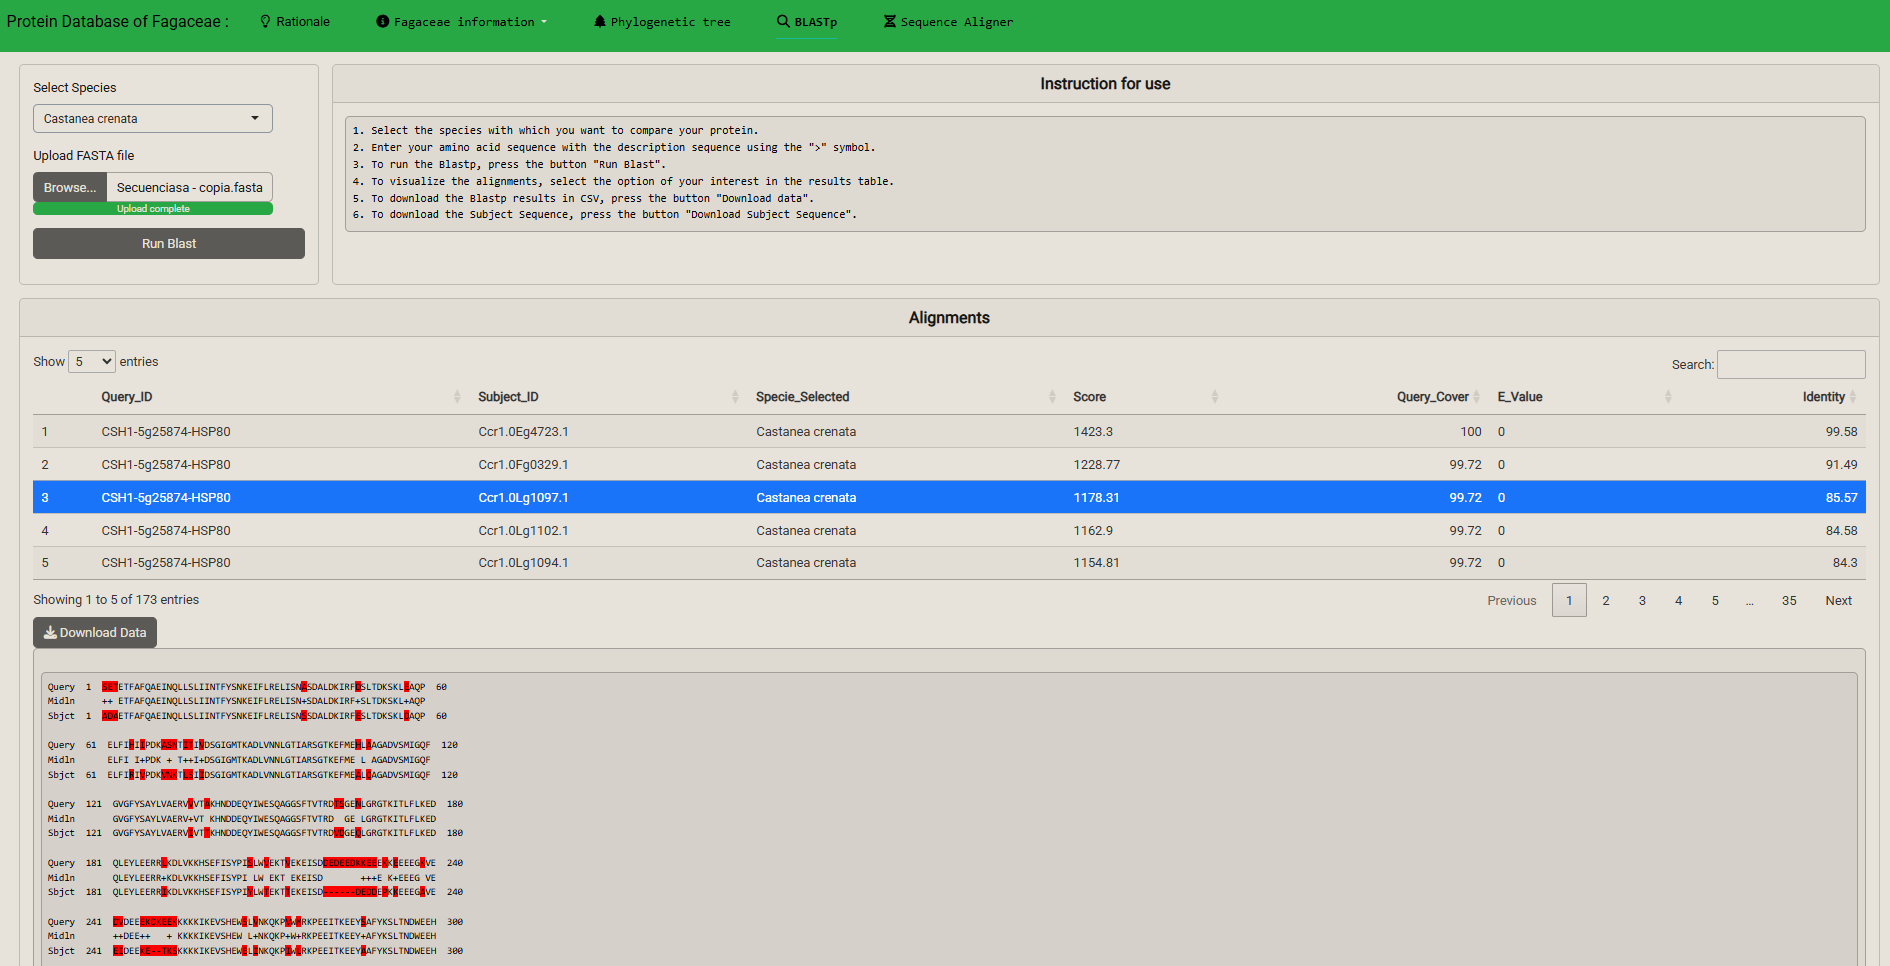 Protein Database of Fagaceae :
Rationale
Fagaceae information
Phylogenetic tree
BLASTp
Sequence Aligner
Select Species
Castanea crenata
Upload FASTA file
Browse... Secuenciasa - copia.fasta
Upload complete
Run Blast
Instruction for use
1. Select the species with which you want to compare your protein.
2. Enter your amino acid sequence with the description sequence using the ">" symbol.
3. To run the Blastp, press the button "Run Blast".
4. To visualize the alignments, select the option of your interest in the results table.
5. To download the Blastp results in CSV, press the button "Download data".
6. To download the Subject Sequence, press the button "Download Subject Sequence".
Alignments
Show 5 entries
Search:
Query_ID Subject_ID Specie_Selected Score Query_Cover E_Value Identity
1 CSH1-5g25874-HSP80 Ccr1.0Eg4723.1 Castanea crenata 1423.3 100 0 99.58
2 CSH1-5g25874-HSP80 Ccr1.0Fg0329.1 Castanea crenata 1228.77 99.72 0 91.49
3 CSH1-5g25874-HSP80 Ccr1.0Lg1097.1 Castanea crenata 1178.31 99.72 0 85.57
4 CSH1-5g25874-HSP80 Ccr1.0Lg1102.1 Castanea crenata 1162.9 99.72 0 84.58
5 CSH1-5g25874-HSP80 Ccr1.0Lg1094.1 Castanea crenata 1154.81 99.72 0 84.3
Showing 1 to 5 of 173 entries
Previous 1 2 3 4 5 … 35 Next
Download Data
Query 1 SETETFAFQAEINQLLSLIINTFYSNKEIFLRELISNASDALDKIRFDSLTDKSKLEAQP 60
Midln ++ ETFAFQAEINQLLSLIINTFYSNKEIFLRELISN+SDALDKIRF+SLTDKSKL+AQP
Sbjct 1 ADAETFAFQAEINQLLSLIINTFYSNKEIFLRELISNSSDALDKIRFESLTDKSKLDAQP 60
Query 61 120
Midln ELFI I+PDK + T++I+DSGIGMTKADLVNNLGTIARSGTKEFME L AGADVSMIGQF
Sbjct 61 120
Query 121 GVGFYSAYLVAERVVVTAKHNDDEQYIWESQAGGSFTVTRDTSGENLGRGTKITLFLKED 180
Midln GVGFYSAYLVAERV+VT KHNDDEQYIWESQAGGSFTVTRD GE LGRGTKITLFLKED
Sbjct 121 GVGFYSAYLVAERVIVTTKHNDDEQYIWESQAGGSFTVTRDVDGEQLGRGTKITLFLKED 180
Query 181 240
Midln QLEYLEERR+KDLVKKHSEFISYPI LW EKT EKEISD +++E K+EEEG VE
Sbjct 181 240
Query 241 300
Midln ++DEE++ + KKKKIKEVSHEW L+NKQKP+W+RKPEEITKEEY+AFYKSLTNDWEEH
Sbjct 241 300